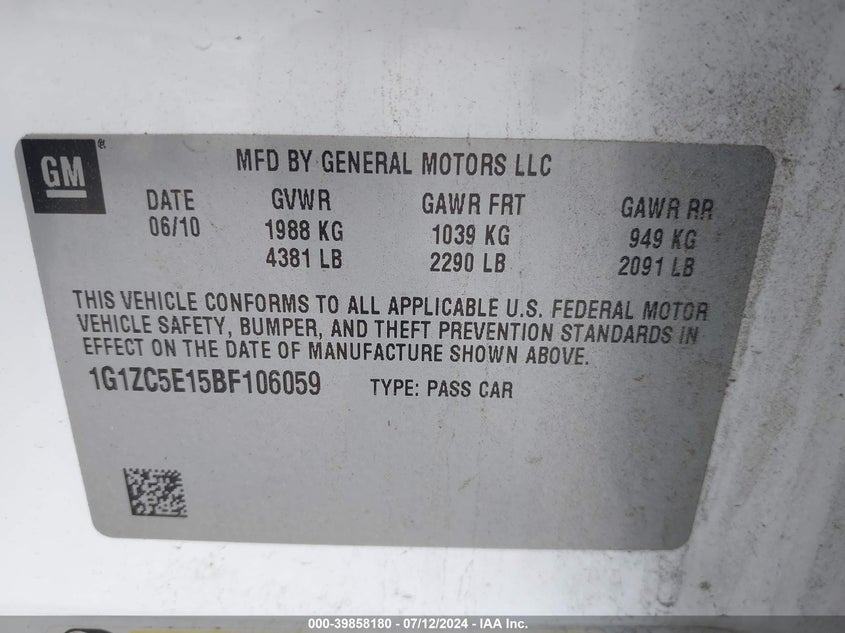 GM®
MFD BY GENERAL MOTORS LLC
DATE GVWR GAWR FRT GAWR RR
06/10 1988 KG 1039 KG 949 KG
4381 LB 2290 LB 2091 LB
THIS VEHICLE CONFORMS TO ALL APPLICABLE U.S. FEDERAL MOTOR
VEHICLE SAFETY, BUMPER, AND THEFT PREVENTION STANDARDS IN
EFFECT ON THE DATE OF MANUFACTURE SHOWN ABOVE.
1G1ZC5E15BF106059 TYPE: PASS CAR
000-39858180 - 07/12/2024 - IAA Inc.